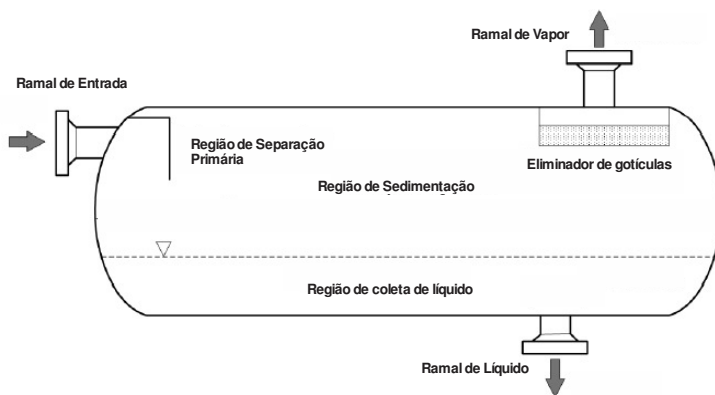 Ramal de Vapor
Ramal de Entrada
Região de Separação
Primária
Eliminador de gotículas
Região de Sedimentação
Região de coleta de líquido
Ramal de Líquido